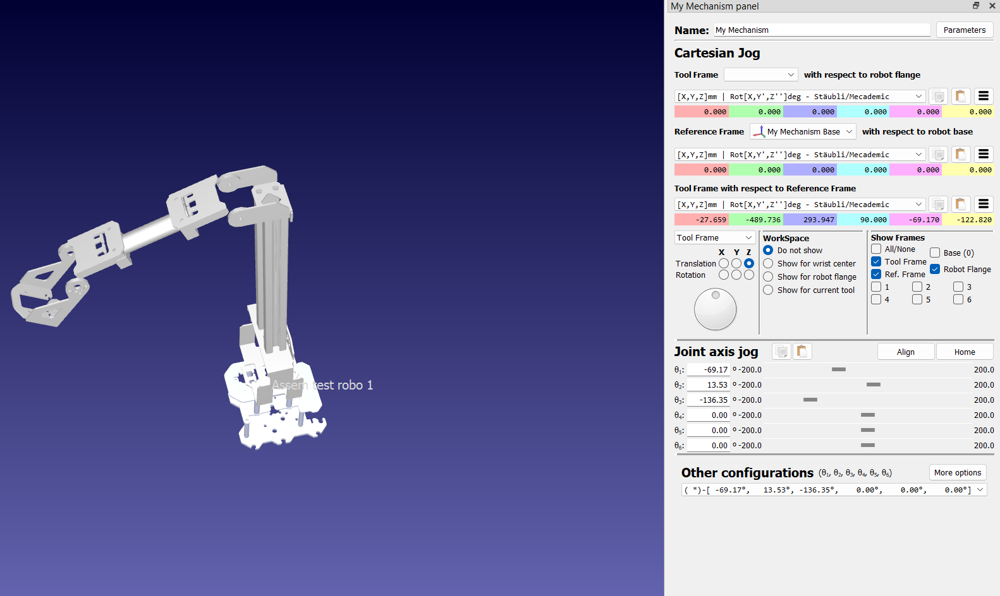 My Mechanism panel
Name: My Mechanism Parameters
Cartesian Jog
Tool Frame with respect to robot flange
[X,Y,Z]mm | Rot[X,Y',Z'']deg - Stäubli/Mecademic
0.000 0.000 0.000 0.000 0.000 0.000
Reference Frame My Mechanism Base with respect to robot base
[X,Y,Z]mm | Rot[X,Y',Z'']deg - Stäubli/Mecademic
0.000 0.000 0.000 0.000 0.000 0.000
Tool Frame with respect to Reference Frame
[X,Y,Z]mm | Rot[X,Y',Z'']deg - Stäubli/Mecademic
-27.659 -489.736 293.947 90.000 -69.170 -122.820
Tool Frame
X Y Z
Translation
Rotation
WorkSpace
Do not show
Show for wrist center
Show for robot flange
Show for current tool
Show Frames
All/None Base (0)
Tool Frame
Ref. Frame Robot Flange
1 2 3
4 5 6
Joint axis jog Align Home
θ₁: -69.17 º -200.0 200.0
θ₂: 13.53 º -200.0 200.0
θ₃: -136.35 º -200.0 200.0
θ₄: 0.00 º -200.0 200.0
θ₅: 0.00 º -200.0 200.0
θ₆: 0.00 º -200.0 200.0
Other configurations (θ₁, θ₂, θ₃, θ₄, θ₅, θ₆) More options
( *)-[ -69.17°, 13.53°, -136.35°, 0.00°, 0.00°, 0.00°]
Assem test robo 1